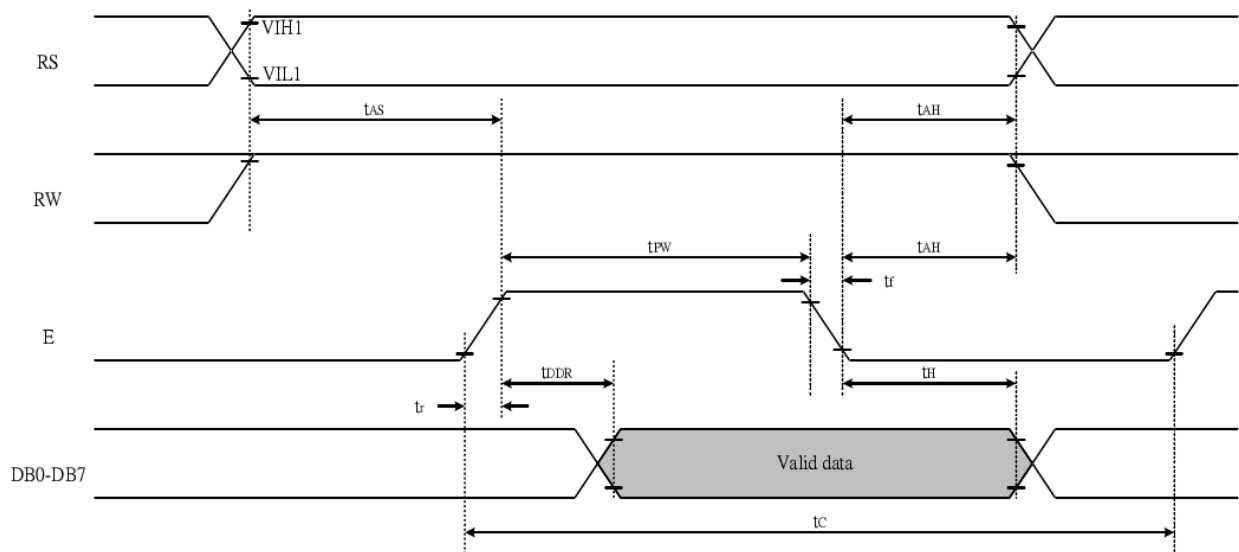 VIH1
RS
VIL1
tAS
tAH
RW
tPW
tAH
tf
E
tDDR
tH
tr
DB0-DB7
Valid data
tC